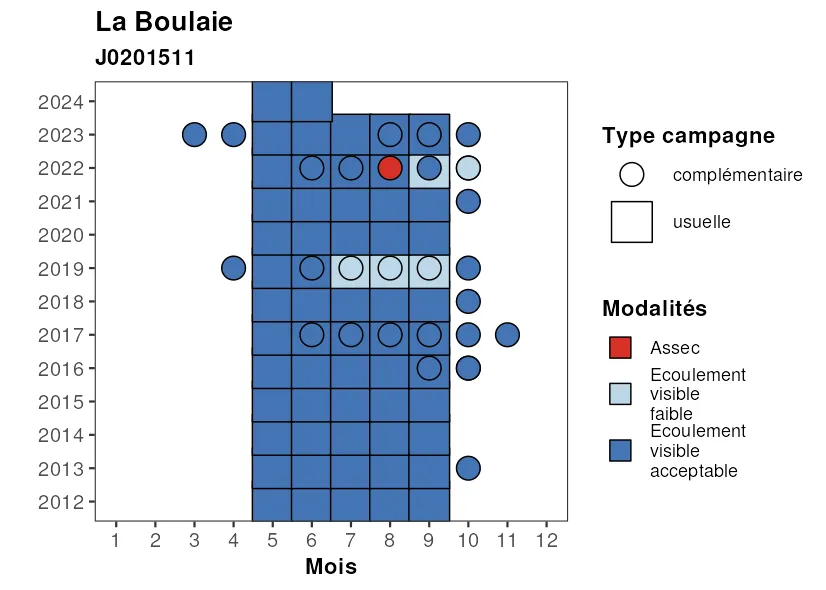 La Boulaie
J0201511
2024
2023
2022
2021
2020
2019
2018
2017
2016
2015
2014
2013
2012
1 2 3 4 5 6 7 8 9 10 11 12
Mois
Type campagne
complémentaire
usuelle
Modalités
Assec
Ecoulement
visible
faible
Ecoulement
visible
acceptable